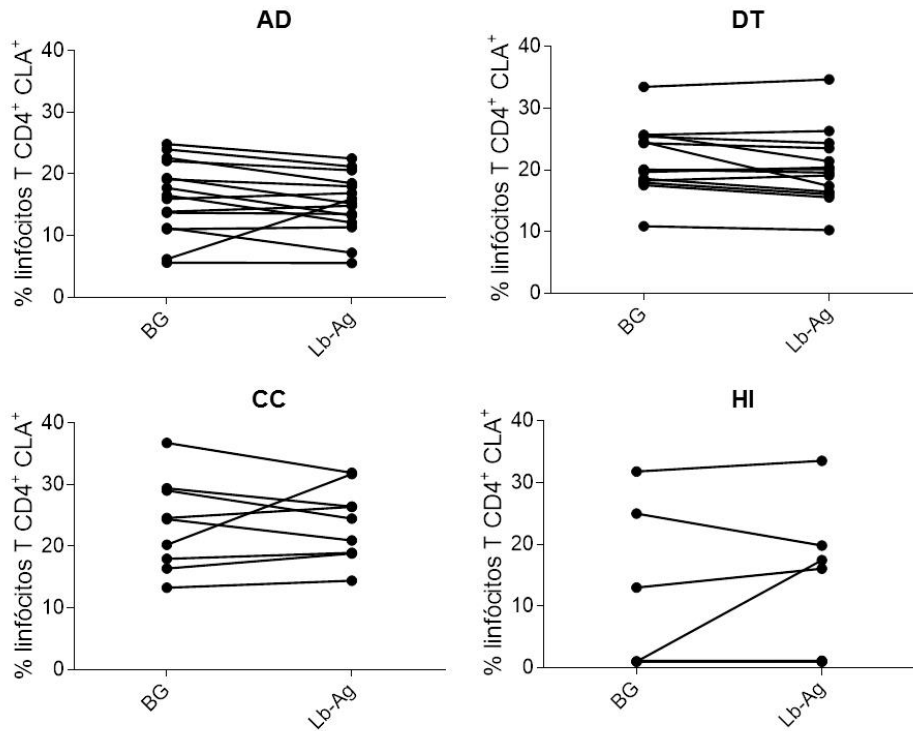 AD
% linfócitos T CD4+ CLA+
40
30
20
10
0
BG
Lb-Ag
DT
% linfócitos T CD4+ CLA+
40
30
20
10
0
BG
Lb-Ag
CC
% linfócitos T CD4+ CLA+
40
30
20
10
0
BG
Lb-Ag
HI
% linfócitos T CD4+ CLA+
40
30
20
10
0
BG
Lb-Ag